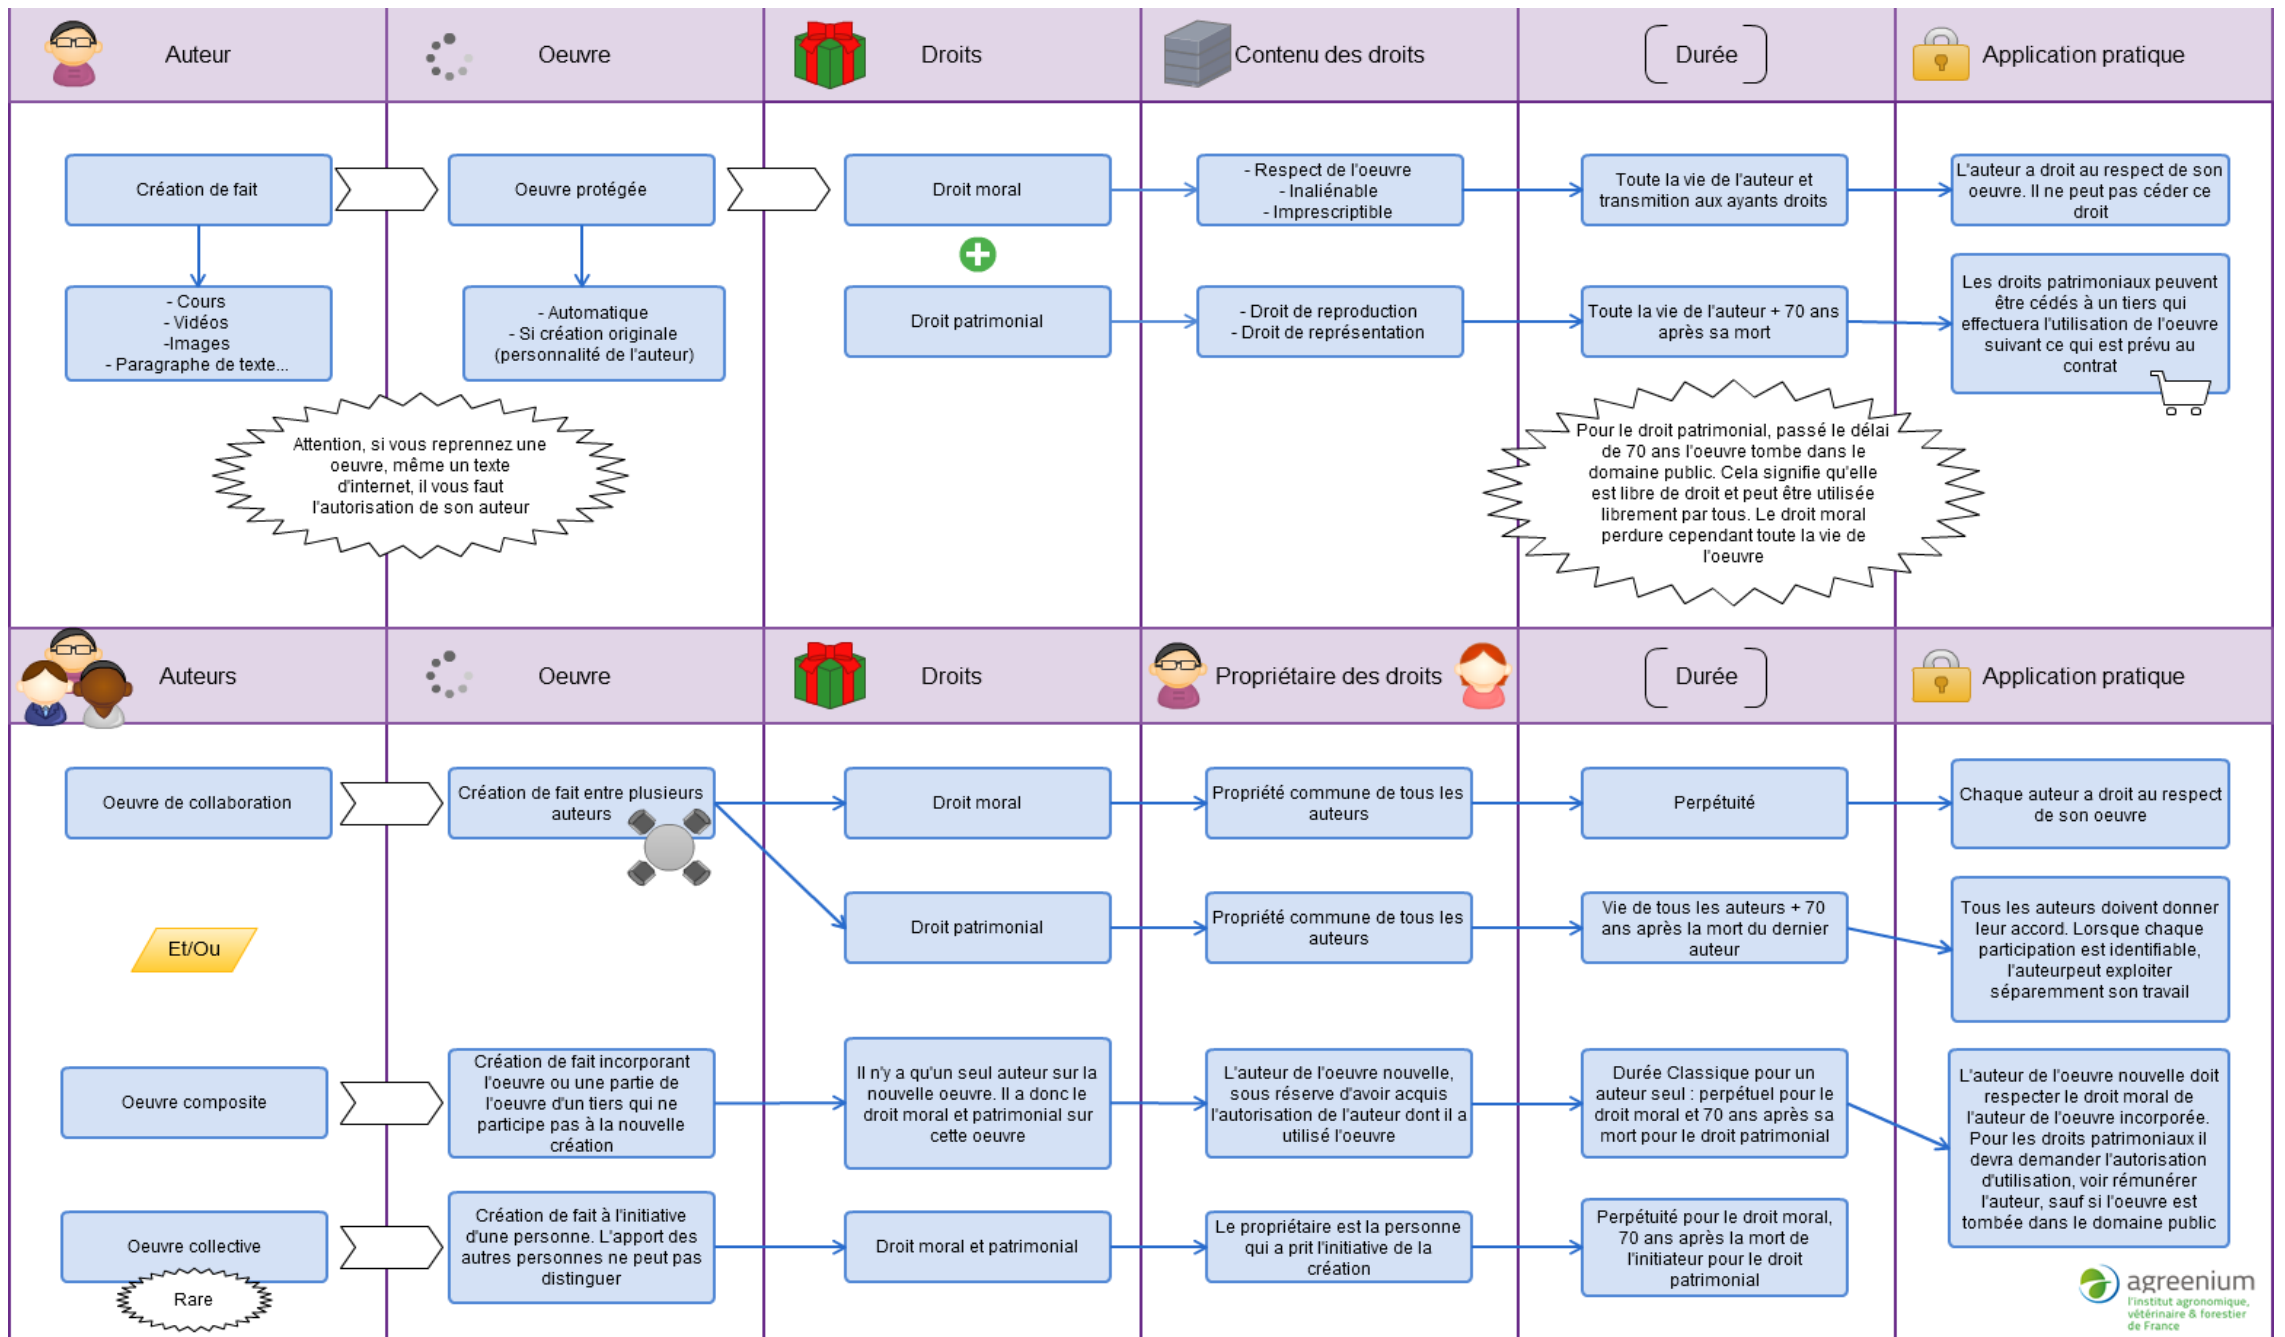 Auteur
Oeuvre
Droits
Contenu des droits
Durée
Application pratique
Création de fait
Oeuvre protégée
Droit moral
- Respect de l'oeuvre
- Inaliénable
- Imprescriptible
Toute la vie de l'auteur et
transmition aux ayants droits
L'auteur a droit au respect de son
oeuvre. Il ne peut pas céder ce
droit
- Cours
- Vidéos
-Images
- Paragraphe de texte...
- Automatique
- Si création originale
(personnalité de l'auteur)
Droit patrimonial
- Droit de reproduction
- Droit de représentation
Toute la vie de l'auteur + 70 ans
après sa mort
Les droits patrimoniaux peuvent
être cédés à un tiers qui
effectuera l'utilisation de l'oeuvre
suivant ce qui est prévu au
contrat
Attention, si vous reprennez une
oeuvre, même un texte
d'internet, il vous faut
l'autorisation de son auteur
Pour le droit patrimonial, passé le délai
de 70 ans l'oeuvre tombe dans le
domaine public. Cela signifie qu'elle
est libre de droit et peut être utilisée
librement par tous. Le droit moral
perdure cependant toute la vie de
l'oeuvre
Auteurs
Oeuvre
Droits
Propriétaire des droits
Durée
Application pratique
Oeuvre de collaboration
Création de fait entre plusieurs
auteurs
Droit moral
Propriété commune de tous les
auteurs
Perpétuité
Chaque auteur a droit au respect
de son oeuvre
Et/Ou
Droit patrimonial
Propriété commune de tous les
auteurs
Vie de tous les auteurs + 70
ans après la mort du dernier
auteur
Tous les auteurs doivent donner
leur accord. Lorsque chaque
participation est identifiable,
l'auteurpeut exploiter
séparemment son travail
Oeuvre composite
Création de fait incorporant
l'oeuvre ou une partie de
l'oeuvre d'un tiers qui ne
participe pas à la nouvelle
création
Il n'y a qu'un seul auteur sur la
nouvelle oeuvre. Il a donc le
droit moral et patrimonial sur
cette oeuvre
L'auteur de l'oeuvre nouvelle,
sous réserve d'avoir acquis
l'autorisation de l'auteur dont il a
utilisé l'oeuvre
Durée Classique pour un
auteur seul : perpétuel pour le
droit moral et 70 ans après sa
mort pour le droit patrimonial
L'auteur de l'oeuvre nouvelle doit
respecter le droit moral de
l'auteur de l'oeuvre incorporée.
Pour les droits patrimoniaux il
devra demander l'autorisation
d'utilisation, voir rémunérer
l'auteur, sauf si l'oeuvre est
tombée dans le domaine public
Oeuvre collective
Rare
Création de fait à l'initiative
d'une personne. L'apport des
autres personnes ne peut pas
distinguer
Droit moral et patrimonial
Le propriétaire est la personne
qui a prit l'initiative de la
création
Perpétuité pour le droit moral,
70 ans après la mort de
l'initiateur pour le droit
patrimonial
agreenium
l'institut agronomique,
vétérinaire & forestier
de France